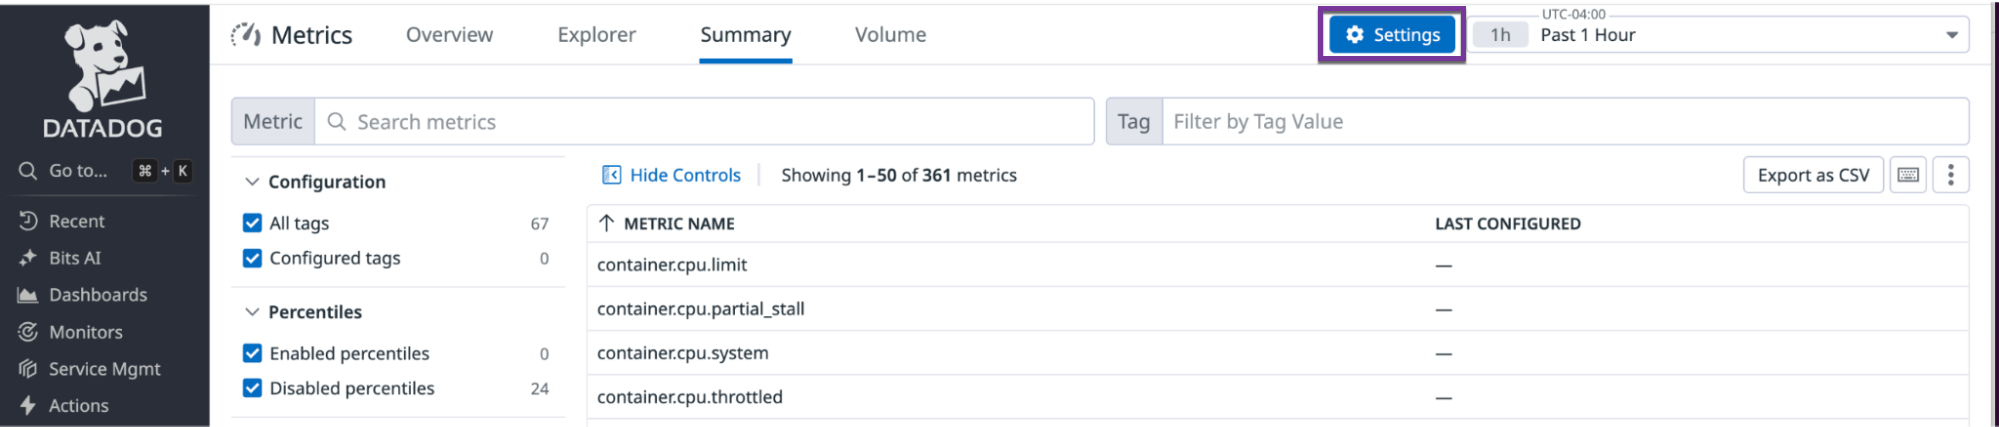 DATADOG
Go to... ⌘ + K
Recent
Bits AI
Dashboards
Monitors
Service Mgmt
Actions
Metrics Overview Explorer Summary Volume
Settings
UTC-04:00
1h Past 1 Hour
Metric Search metrics
Tag Filter by Tag Value
Configuration
All tags 67
Configured tags 0
Percentiles
Enabled percentiles 0
Disabled percentiles 24
Hide Controls Showing 1–50 of 361 metrics
Export as CSV
METRIC NAME LAST CONFIGURED
container.cpu.limit —
container.cpu.partial_stall —
container.cpu.system —
container.cpu.throttled —